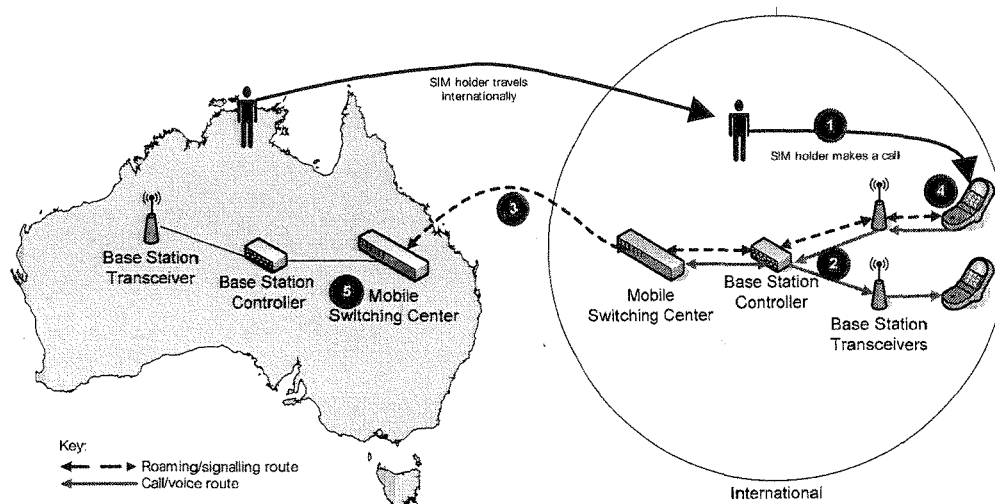 SIM holder travels
internationally
1
SIM holder makes a call
4
3
Base Station
Transceiver
Base Station
Controller
5
Mobile
Switching Center
Mobile
Switching Center
Base Station
Controller
2
Base Station
Transceivers
Key:
Roaming/signalling route
Call/voice route
International